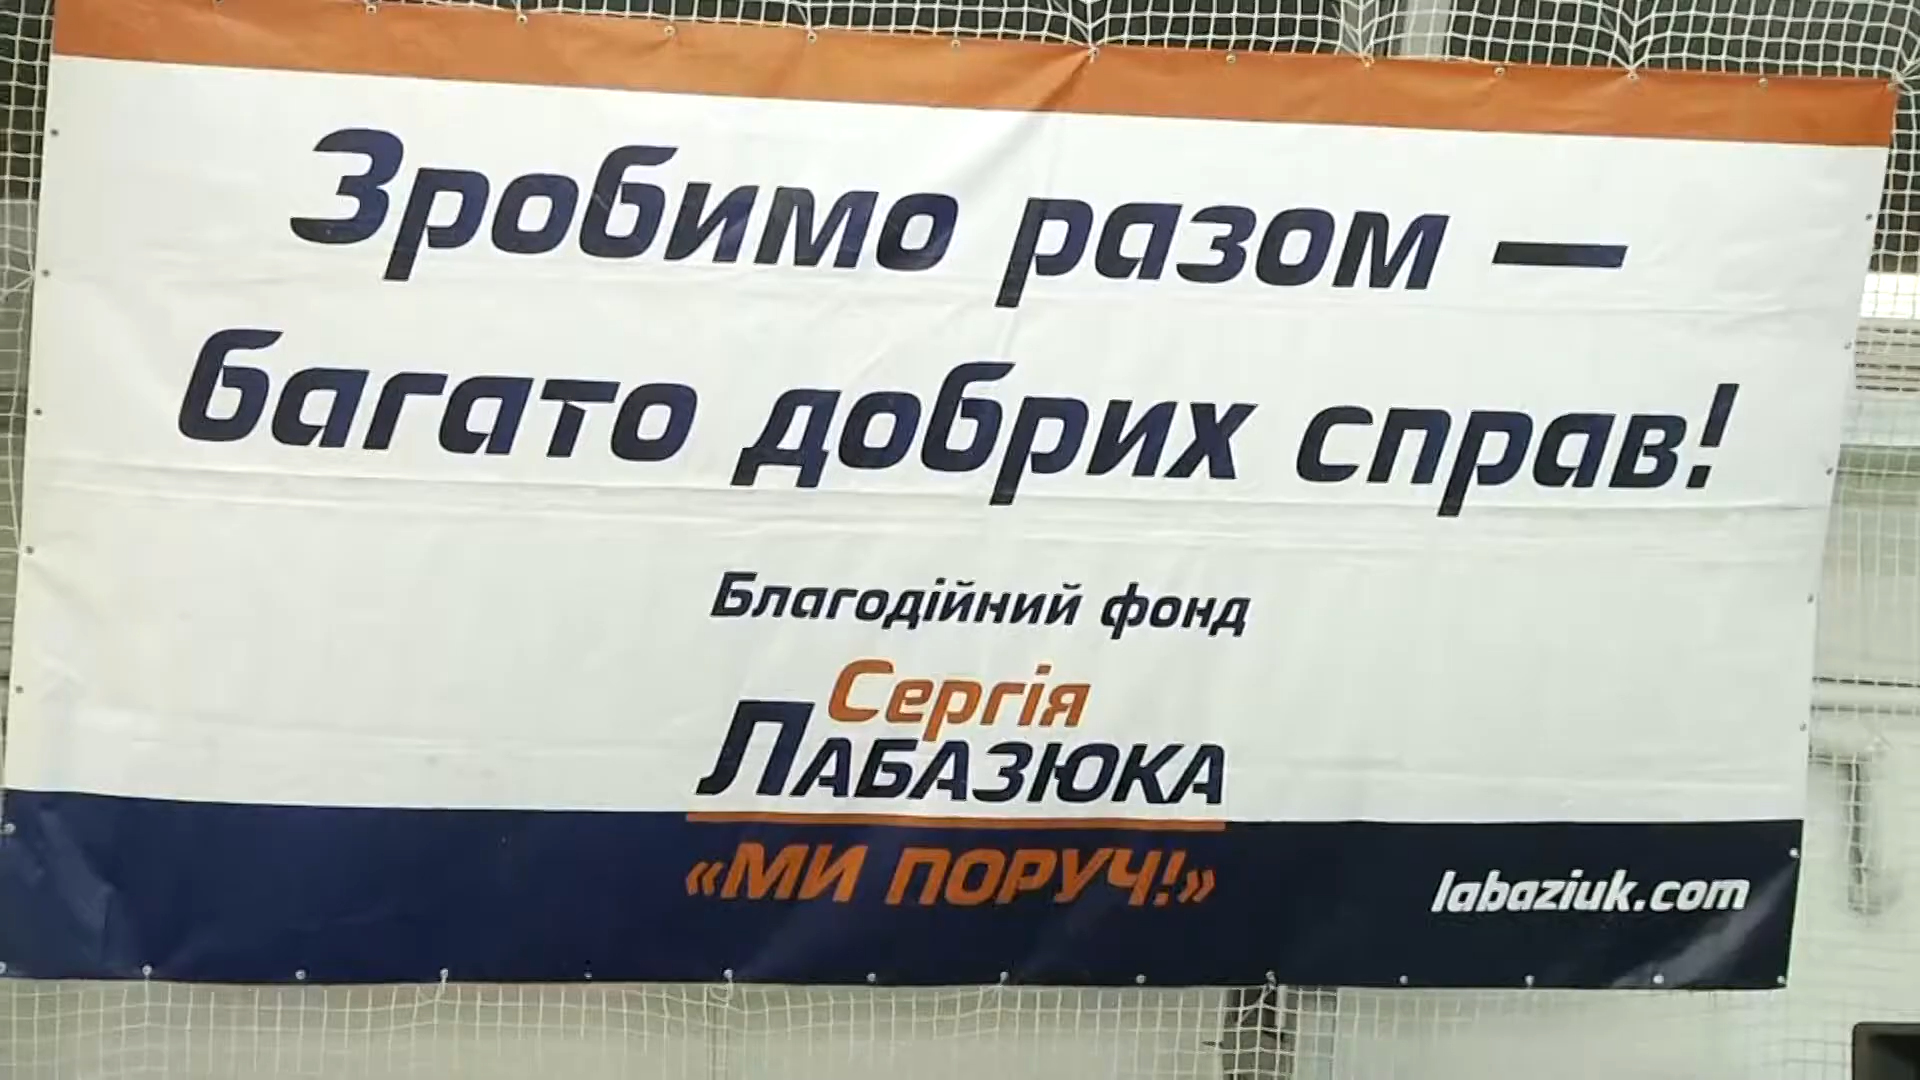 Зробимо разом –
багато добрих справ!
Благодійний фонд
Сергія
ЛАБАЗЮКА
«МИ ПОРУЧ!»
labaziuk.com